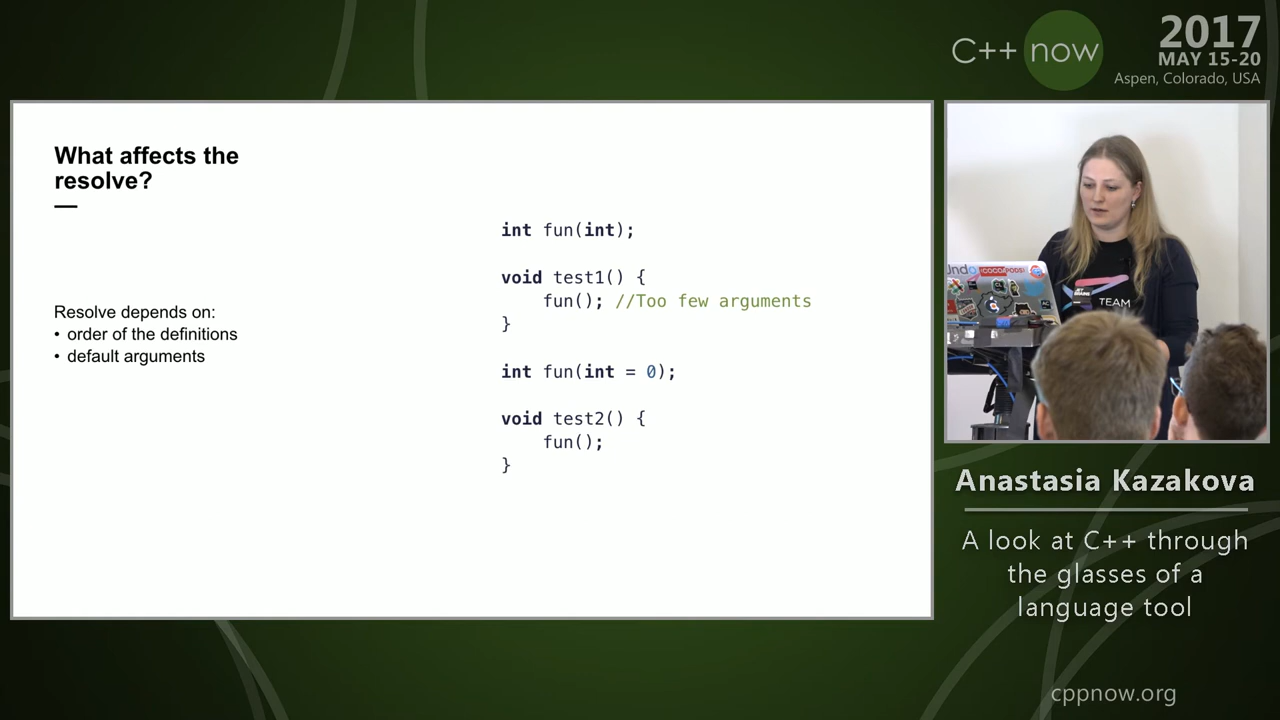 C++ now
2017
MAY 15-20
Aspen, Colorado, USA
What affects the
resolve?
Resolve depends on:
• order of the definitions
• default arguments
int fun(int);
void test1() {
fun(); //Too few arguments
}
int fun(int = 0);
void test2() {
fun();
}
JET
BRAINS
TEAM
Anastasia Kazakova
A look at C++ through
the glasses of a
language tool
cppnow.org